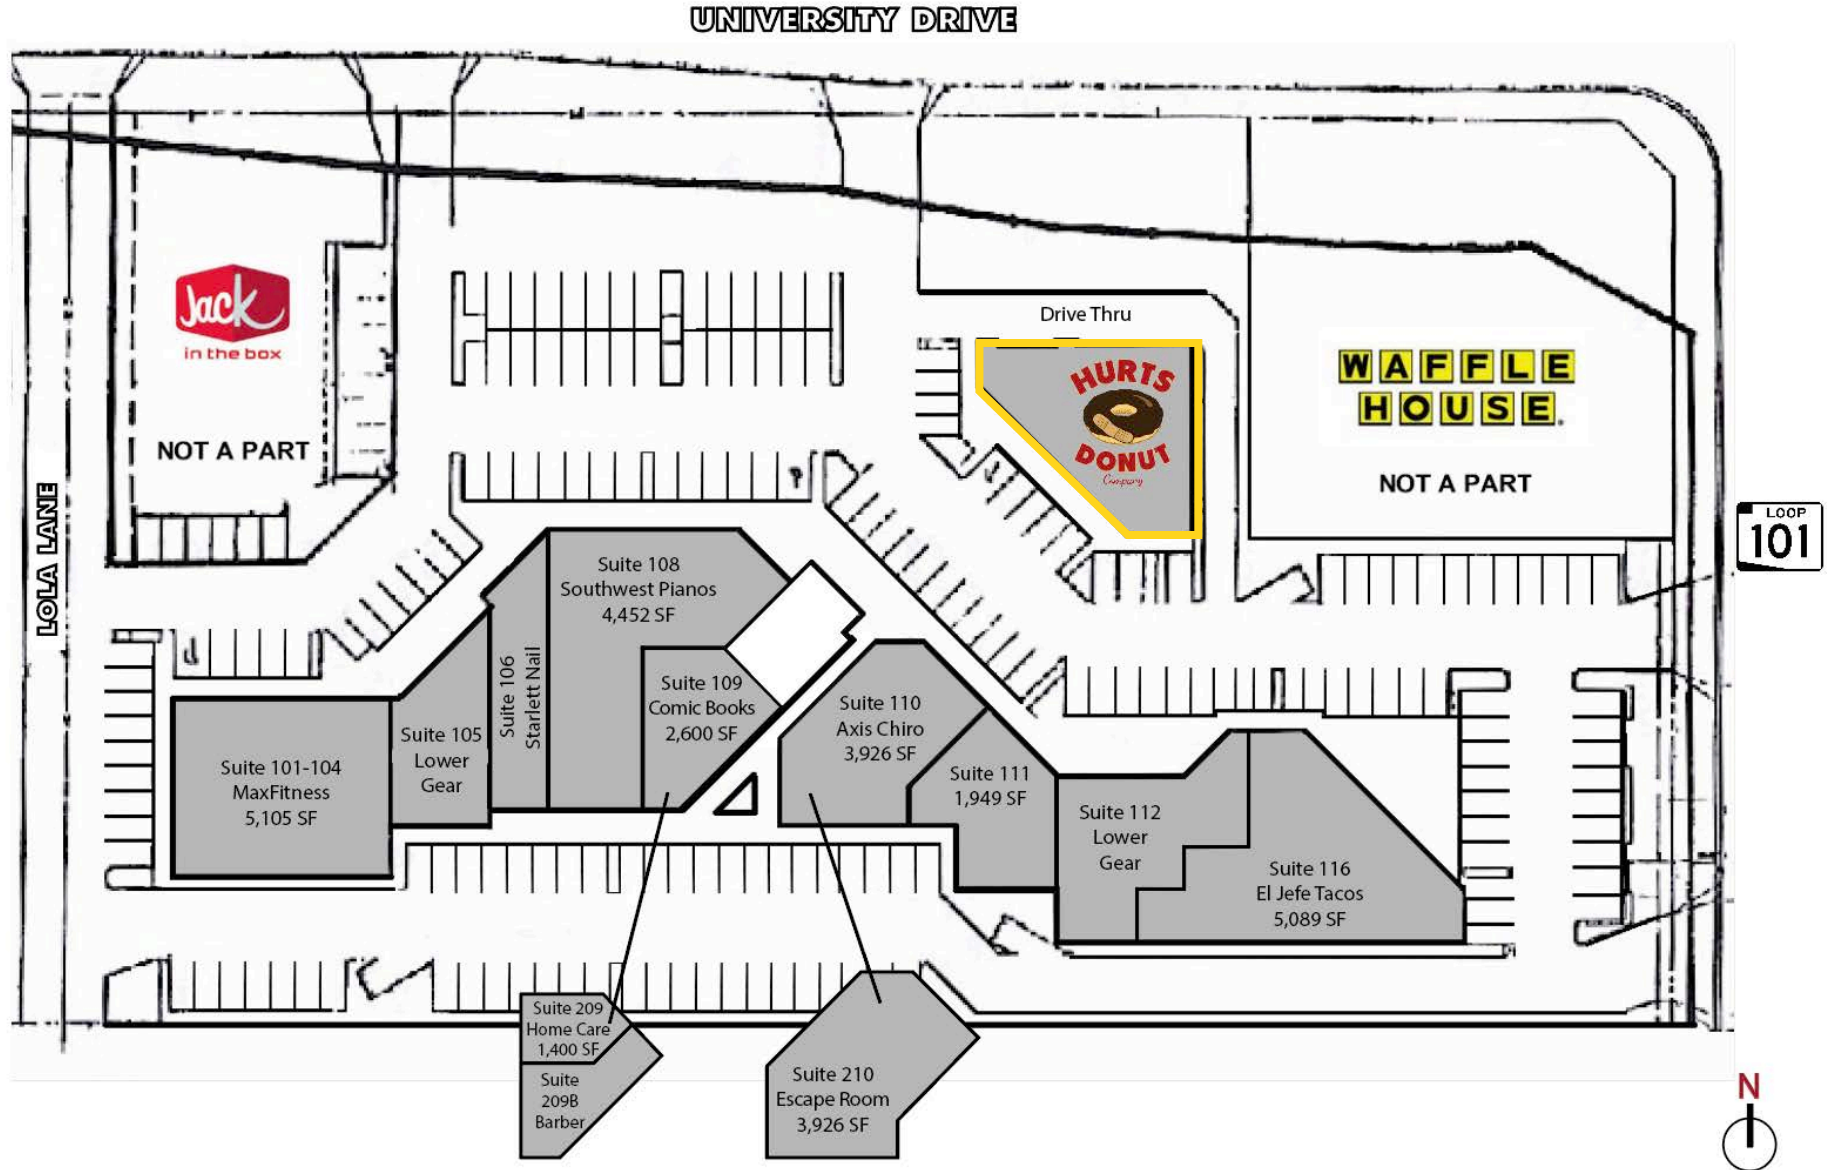 UNIVERSITY DRIVE
Jack
in the box
NOT A PART
LOLA LANE
Drive Thru
HURTS
DONUT
Company
WAFFLE
HOUSE
NOT A PART
LOOP
101
Suite 108
Southwest Pianos
4,452 SF
Suite 106
Starlett Nail
Suite 109
Comic Books
2,600 SF
Suite 105
Lower
Gear
Suite 101-104
MaxFitness
5,105 SF
Suite 110
Axis Chiro
3,926 SF
Suite 111
1,949 SF
Suite 112
Lower
Gear
Suite 116
El Jefe Tacos
5,089 SF
Suite 209
Home Care
1,400 SF
Suite
209B
Barber
Suite 210
Escape Room
3,926 SF
N